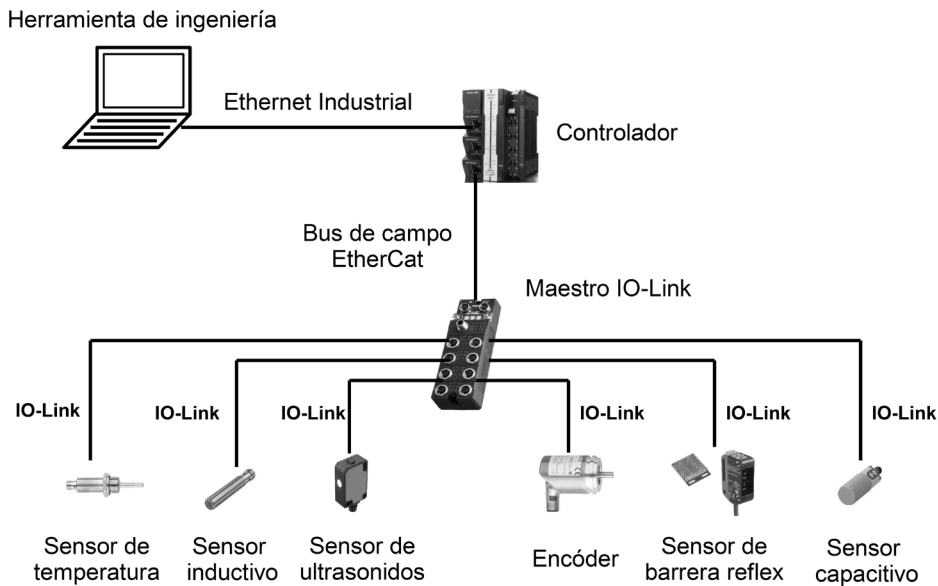 Herramienta de ingeniería
Ethernet Industrial
Controlador
Bus de campo
EtherCat
Maestro IO-Link
IO-Link
IO-Link
IO-Link
IO-Link
IO-Link
IO-Link
Sensor de
temperatura
Sensor
inductivo
Sensor de
ultrasonidos
Encóder
Sensor de
barrera reflex
Sensor
capacitivo